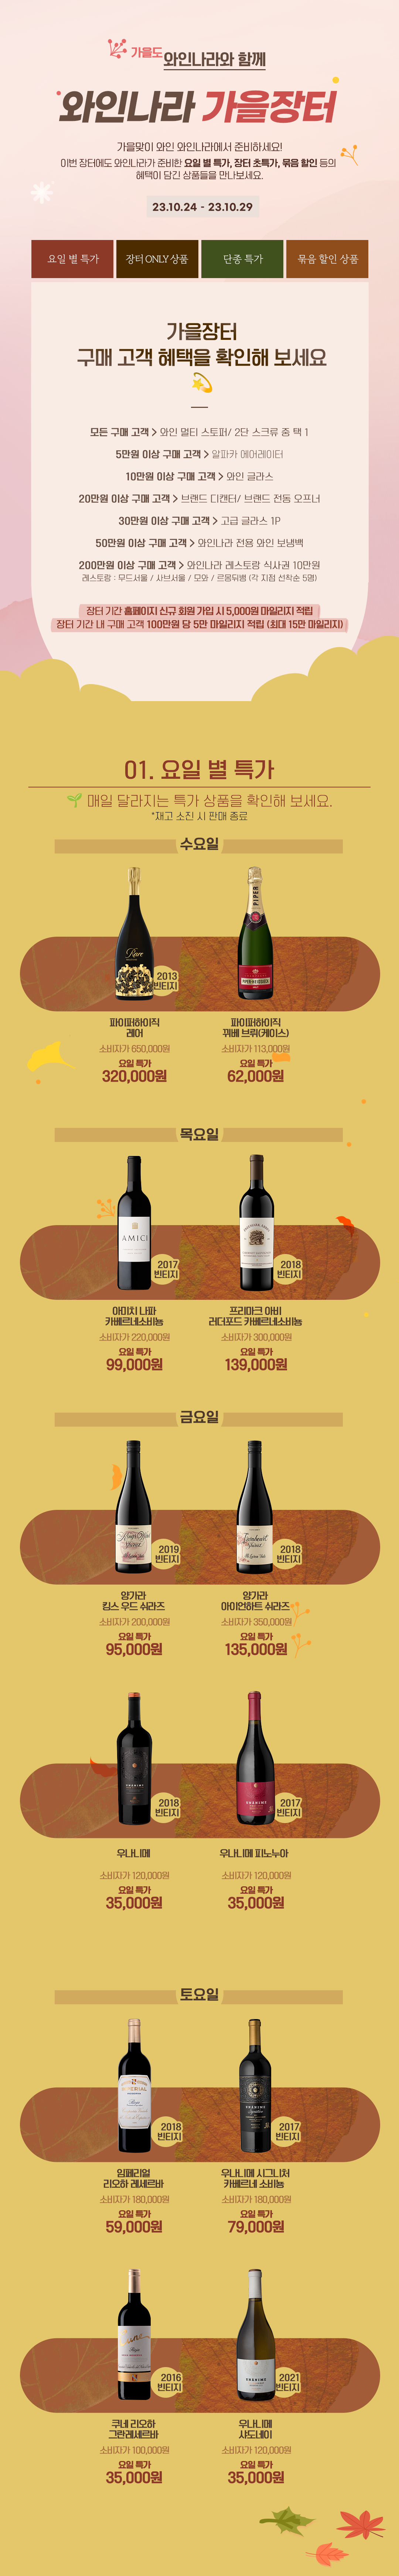 가을도 와인나라와 함께
와인나라 가을장터
가을맞이 와인 와인나라에서 준비하세요!
이번 장터에도 와인나라가 준비한 요일 별 특가, 장터 초특가, 묶음 할인 등의
혜택이 담긴 상품들을 만나보세요.
23.10.24 - 23.10.29
요일 별 특가 장터 ONLY 상품 단종 특가 묶음 할인 상품
가을장터
구매 고객 혜택을 확인해 보세요
모든 구매 고객 > 와인 멀티 스토퍼/ 2단 스크류 중 택 1
5만원 이상 구매 고객 > 알파카 에어레이터
10만원 이상 구매 고객 > 와인 글라스
20만원 이상 구매 고객 > 브랜드 디캔터/ 브랜드 전동 오프너
30만원 이상 구매 고객 > 고급 글라스 1P
50만원 이상 구매 고객 > 와인나라 전용 와인 보냉백
200만원 이상 구매 고객 > 와인나라 레스토랑 식사권 10만원
레스토랑 : 무드서울 / 사브서울 / 모와 / 르몽뒤뱅 (각 지점 선착순 5명)
장터 기간 홈페이지 신규 회원 가입 시 5,000원 마일리지 적립
장터 기간 내 구매 고객 100만원 당 5만 마일리지 적립 (최대 15만 마일리지)
01. 요일 별 특가
매일 달라지는 특가 상품을 확인해 보세요.
*재고 소진 시 판매 종료
수요일
Rare
PIPER
PIPER-HEIDSIECK
2013
빈티지
파이퍼하이직
레어
소비자가 650,000원
요일 특가
320,000원
파이퍼하이직
뀌베 브뤼(케이스)
소비자가 113,000원
요일 특가
62,000원
목요일
AMICI
2017
빈티지
2018
빈티지
아미치 나파
카베르네소비뇽
소비자가 220,000원
요일 특가
99,000원
프리마크 아비
러더포드 카베르네소비뇽
소비자가 300,000원
요일 특가
139,000원
금요일
2019
빈티지
2018
빈티지
양가라
킹스 우드 쉬라즈
소비자가 200,000원
요일 특가
95,000원
양가라
아이언하트 쉬라즈
소비자가 350,000원
요일 특가
135,000원
UNANIME
2018
빈티지
UNANIME
2017
빈티지
우나니메
소비자가 120,000원
요일 특가
35,000원
우나니메 피노누아
소비자가 120,000원
요일 특가
35,000원
토요일
IMPERIAL
2018
빈티지
UNANIME
2017
빈티지
임페리얼
리오하 레세르바
소비자가 180,000원
요일 특가
59,000원
우나니메 시그니처
카베르네 소비뇽
소비자가 180,000원
요일 특가
79,000원
2016
빈티지
UNANIME
2021
빈티지
쿠네 리오하
그란레세르바
소비자가 100,000원
요일 특가
35,000원
우나니메
샤도네이
소비자가 120,000원
요일 특가
35,000원